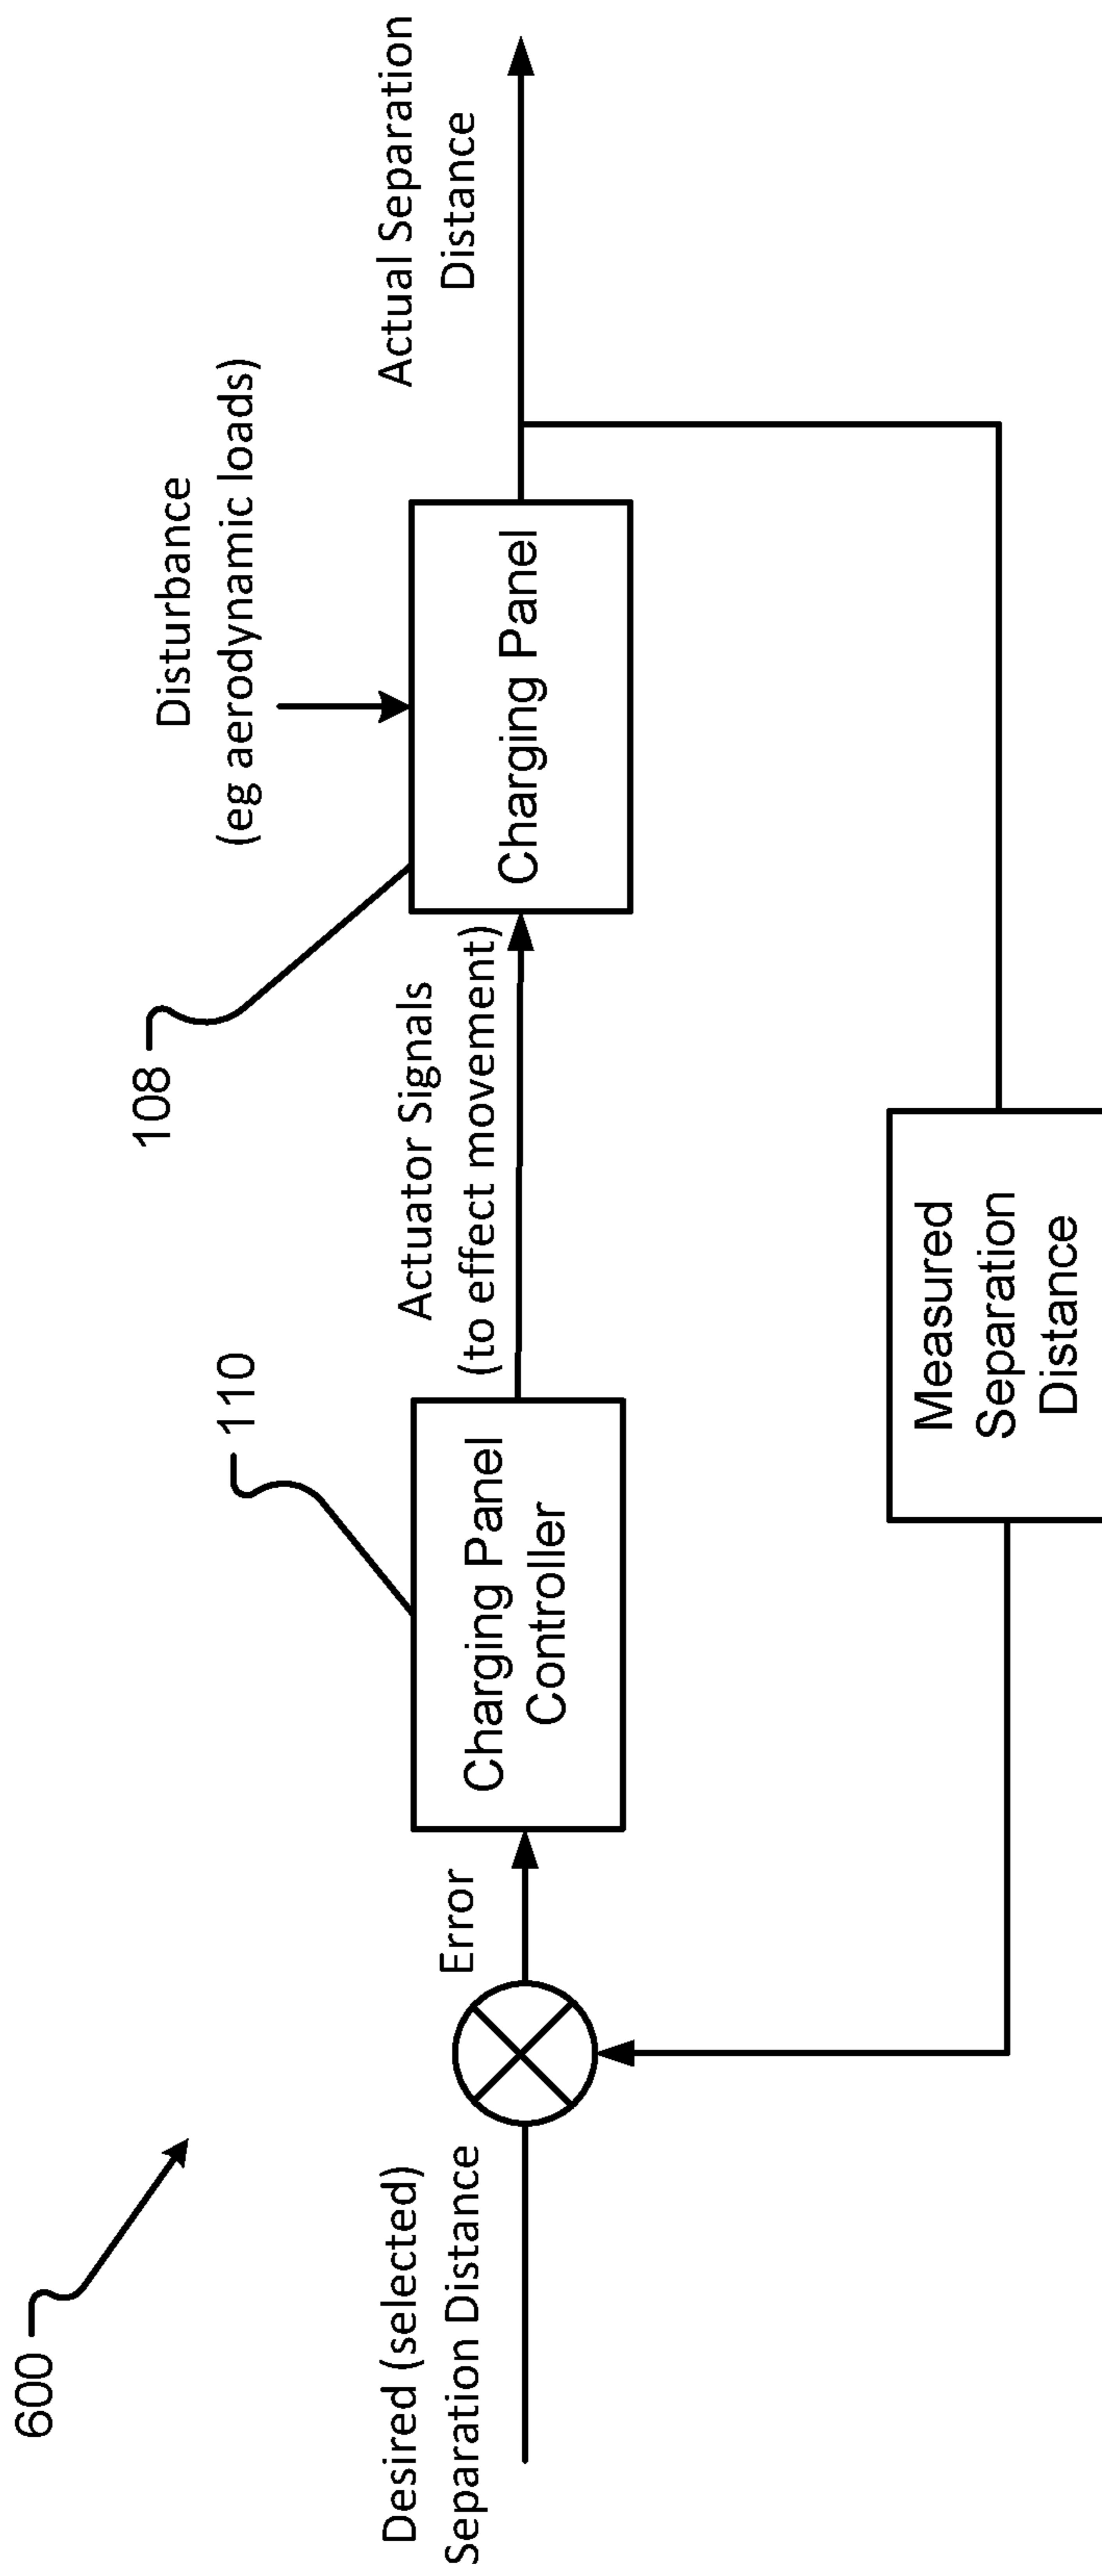 600
Desired (selected)
Separation Distance
Error
110
Charging Panel
Controller
Actuator Signals
(to effect movement)
108
Charging Panel
Disturbance
(eg aerodynamic loads)
Actual Separation
Distance
Measured
Separation
Distance